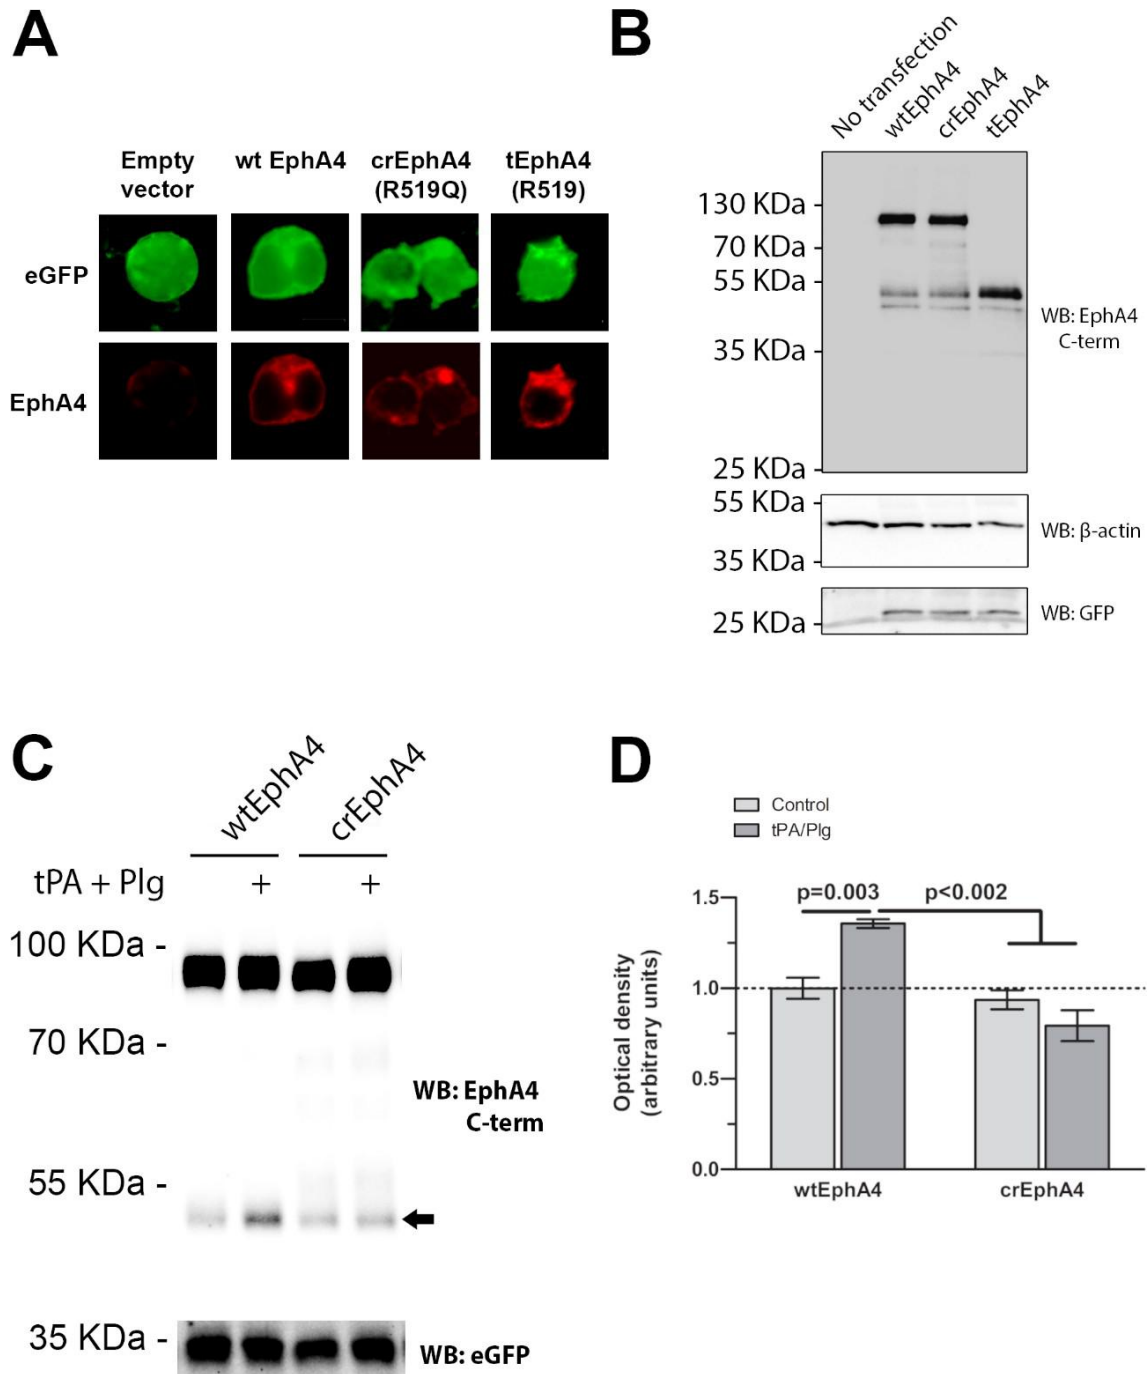 A
Empty
vector
wt EphA4
crEphA4
(R519Q)
tEphA4
(R519)
eGFP
EphA4
B
No transfection
wtEphA4
crEphA4
tEphA4
130 KDa -
70 KDa -
55 KDa -
35 KDa -
25 KDa -
WB: EphA4
C-term
55 KDa -
35 KDa -
WB: β-actin
25 KDa -
WB: GFP
C
wtEphA4
crEphA4
tPA + Plg
+
+
100 KDa -
70 KDa -
55 KDa -
WB: EphA4
C-term
35 KDa -
WB: eGFP
D
Control
tPA/Plg
p=0.003
p<0.002
1.5
1.0
0.5
0.0
Optical density
(arbitrary units)
wtEphA4
crEphA4